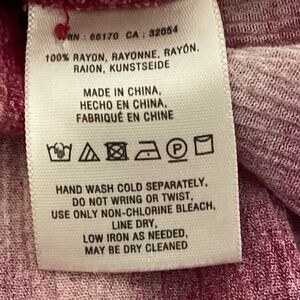 RN : 66170 CA : 32054
100% RAYON, RAYONNE, RAYÓN,
RAION, KUNSTSEIDE
MADE IN CHINA,
HECHO EN CHINA,
FABRIQUÉ EN CHINE
P
HAND WASH COLD SEPARATELY,
DO NOT WRING OR TWIST,
USE ONLY NON-CHLORINE BLEACH,
LINE DRY,
LOW IRON AS NEEDED,
MAY BE DRY CLEANED